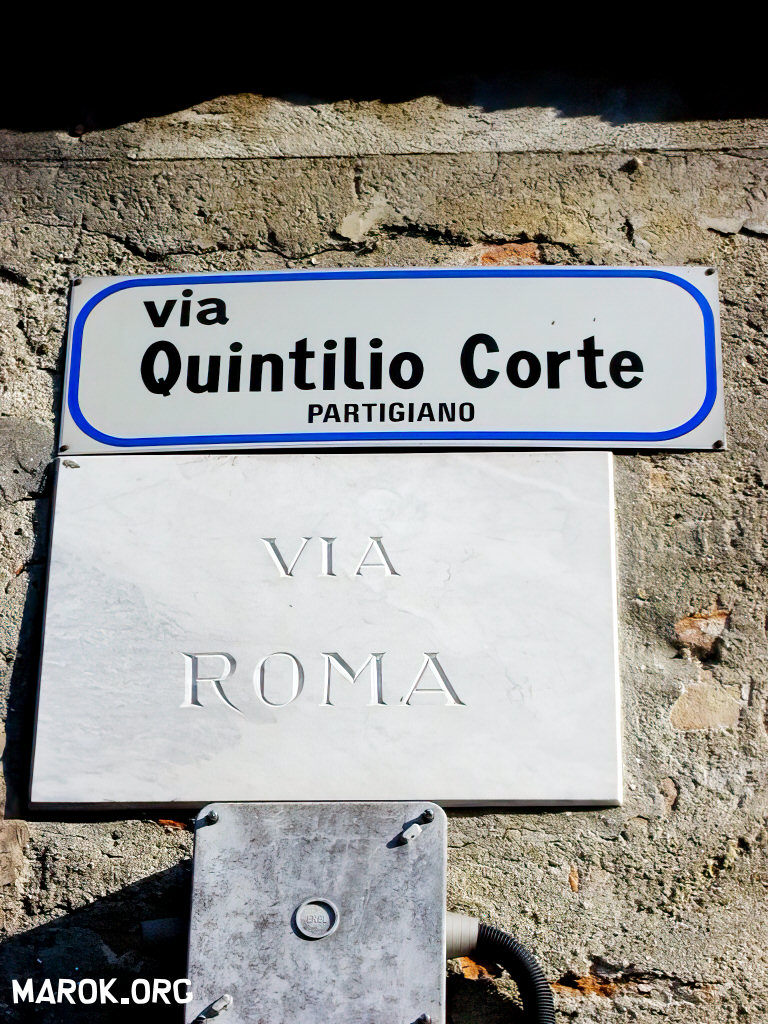 via
Quintilio Corte
PARTIGIANO
VIA
ROMA
MAROK.ORG